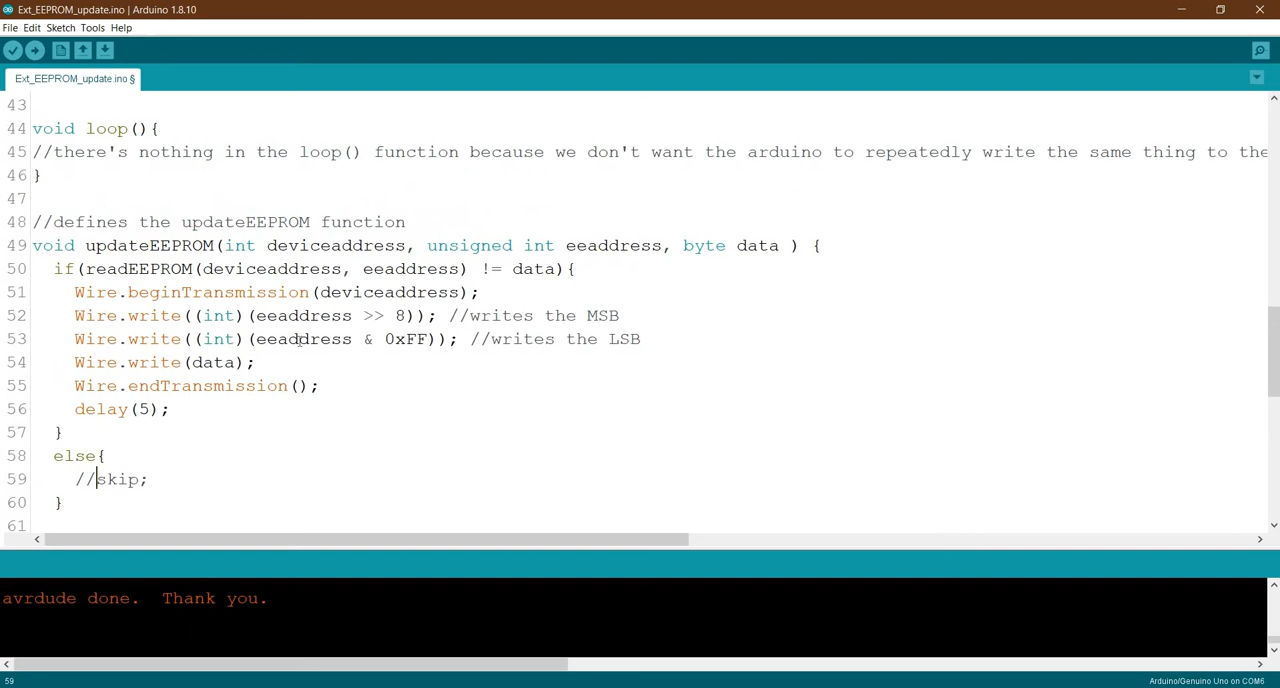 Ext_EEPROM_update.ino | Arduino 1.8.10
File Edit Sketch Tools Help
Ext_EEPROM_update.ino §
43
44 void loop(){
45 //there's nothing in the loop() function because we don't want the arduino to repeatedly write the same thing to the
46 }
47
48 //defines the updateEEPROM function
49 void updateEEPROM(int deviceaddress, unsigned int eeaddress, byte data ) {
50 if(readEEPROM(deviceaddress, eeaddress) != data){
51 Wire.beginTransmission(deviceaddress);
52 Wire.write((int)(eeaddress >> 8)); //writes the MSB
53 Wire.write((int)(eeaddress & 0xFF)); //writes the LSB
54 Wire.write(data);
55 Wire.endTransmission();
56 delay(5);
57 }
58 else{
59 //skip;
60 }
61
avrdude done.  Thank you.
59 Arduino/Genuino Uno on COM6